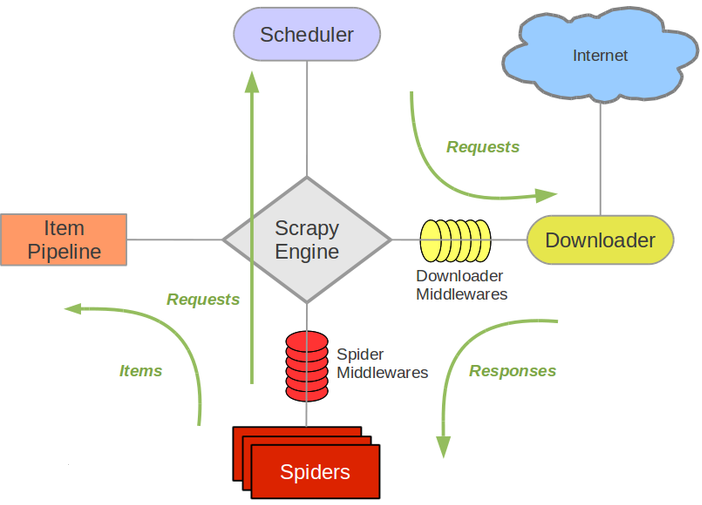 Scheduler
Internet
Requests
Item
Pipeline
Scrapy
Engine
Downloader
Downloader
Middlewares
Requests
Items
Spider
Middlewares
Responses
Spiders